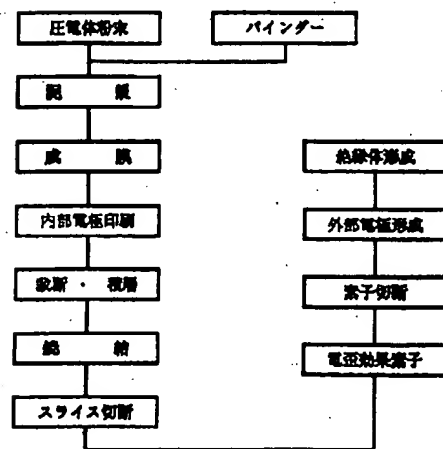 圧電体粉末
バインダー
泥漿
成膜
内部電極印刷
裁断・積層
焼結
スライス切断
絶縁体形成
外部電極形成
素子切断
電歪効果素子